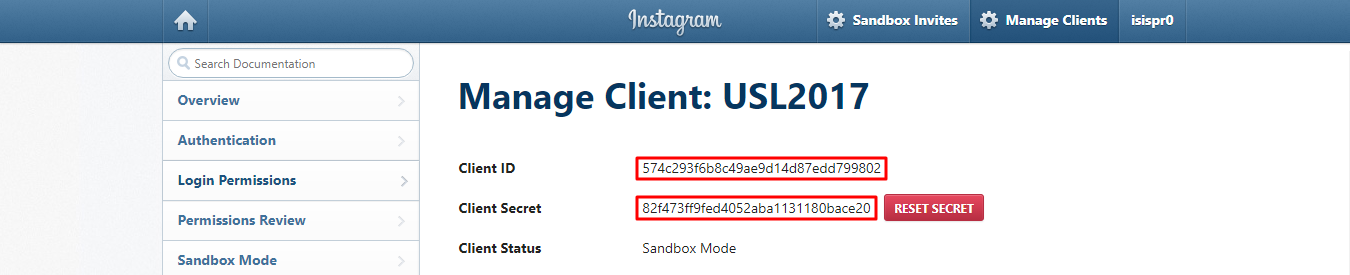 Instagram
Sandbox Invites
Manage Clients
isispr0
Search Documentation
Overview
Authentication
Login Permissions
Permissions Review
Sandbox Mode
Manage Client: USL2017
Client ID 574c293f6b8c49ae9d14d87edd799802
Client Secret 82f473ff9fed4052aba1131180bace20 RESET SECRET
Client Status Sandbox Mode